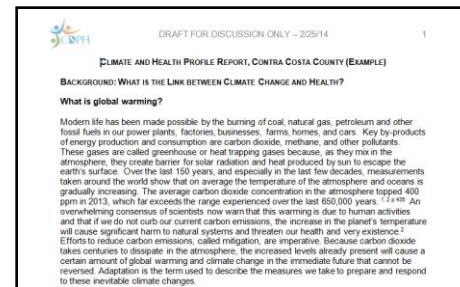 CDPH
DRAFT FOR DISCUSSION ONLY – 2/25/14 1
CLIMATE AND HEALTH PROFILE REPORT, CONTRA COSTA COUNTY (EXAMPLE)
BACKGROUND: WHAT IS THE LINK BETWEEN CLIMATE CHANGE AND HEALTH?
What is global warming?
Modern life has been made possible by the burning of coal, natural gas, petroleum and other
fossil fuels in our power plants, factories, businesses, farms, homes, and cars. Key by-products
of energy production and consumption are carbon dioxide, methane, and other pollutants.
These gases are called greenhouse or heat trapping gases because, as they mix in the
atmosphere, they create barrier for solar radiation and heat produced by sun to escape the
earth's surface. Over the last 150 years, and especially in the last few decades, measurements
taken around the world show that on average the temperature of the atmosphere and oceans is
gradually increasing. The average carbon dioxide concentration in the atmosphere topped 400
ppm in 2013, which far exceeds the range experienced over the last 650,000 years. 1, 2 p 435 An
overwhelming consensus of scientists now warn that this warming is due to human activities
and that if we do not curb our current carbon emissions, the increase in the planet's temperature
will cause significant harm to natural systems and threaten our health and very existence.2
Efforts to reduce carbon emissions, called mitigation, are imperative. Because carbon dioxide
takes centuries to dissipate in the atmosphere, the increased levels already present will cause a
certain amount of global warming and climate change in the immediate future that cannot be
reversed. Adaptation is the term used to describe the measures we take to prepare and respond
to these inevitable climate changes.